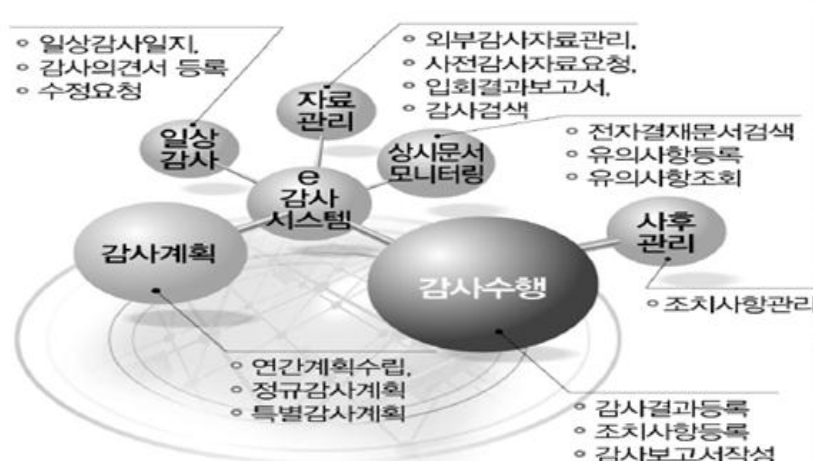 ◦ 일상감사일지,
◦ 감사의견서 등록
◦ 수정요청
◦ 외부감사자료관리,
◦ 사전감사자료요청,
◦ 입회결과보고서,
◦ 감사검색
자료
관리
일상
감사
상시문서
모니터링
◦ 전자결재문서검색
◦ 유의사항등록
◦ 유의사항조회
e
감사
시스템
감사계획
사후
관리
감사수행
◦ 조치사항관리
◦ 연간계획수립,
◦ 정규감사계획
◦ 특별감사계획
◦ 감사결과등록
◦ 조치사항등록
◦ 감사보고서작성